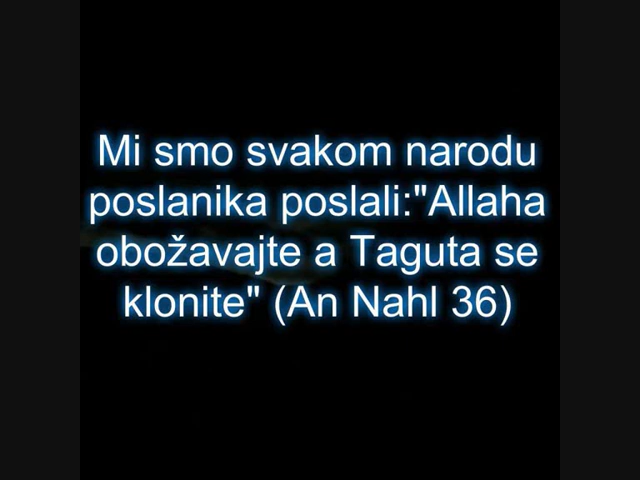 Mi smo svakom narodu
poslanika poslali:"Allaha
obožavajte a Taguta se
klonite" (An Nahl 36)